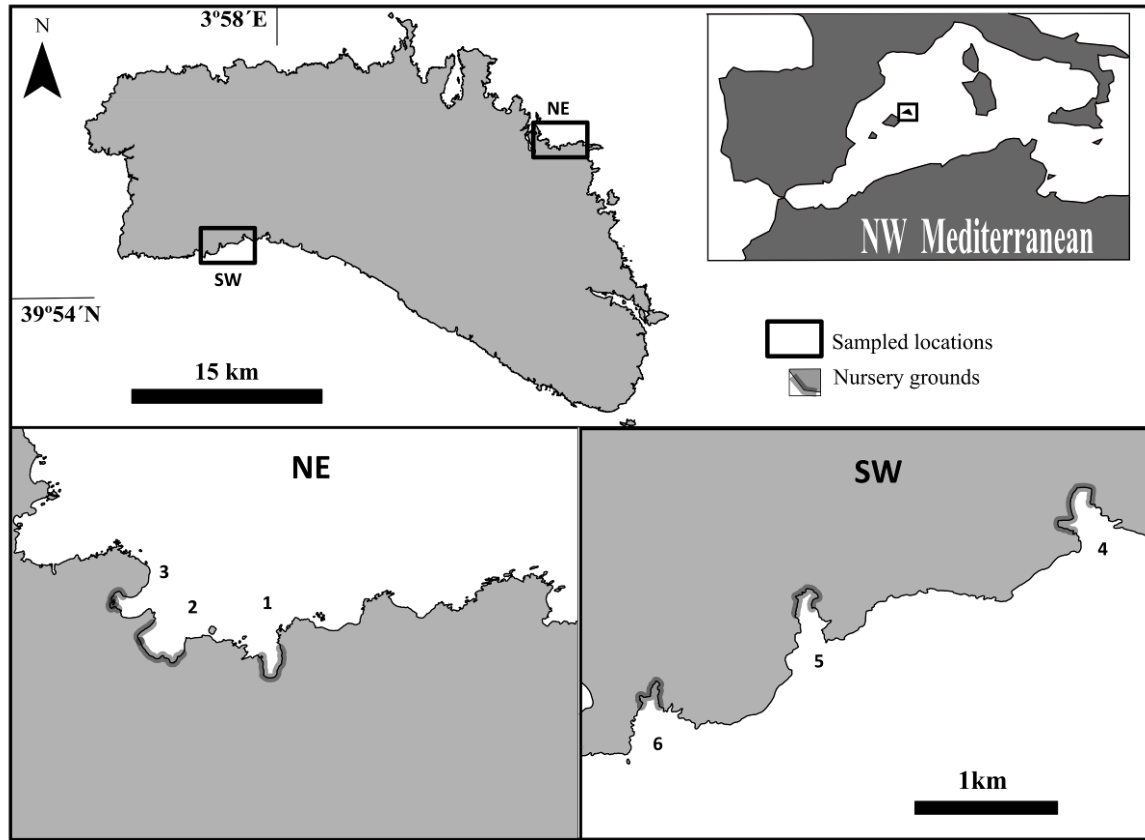 N
3º58´E
NE
SW
39º54´N
15 km
NW Mediterranean
Sampled locations
Nursery grounds
NE
3
2
1
SW
4
5
6
1km